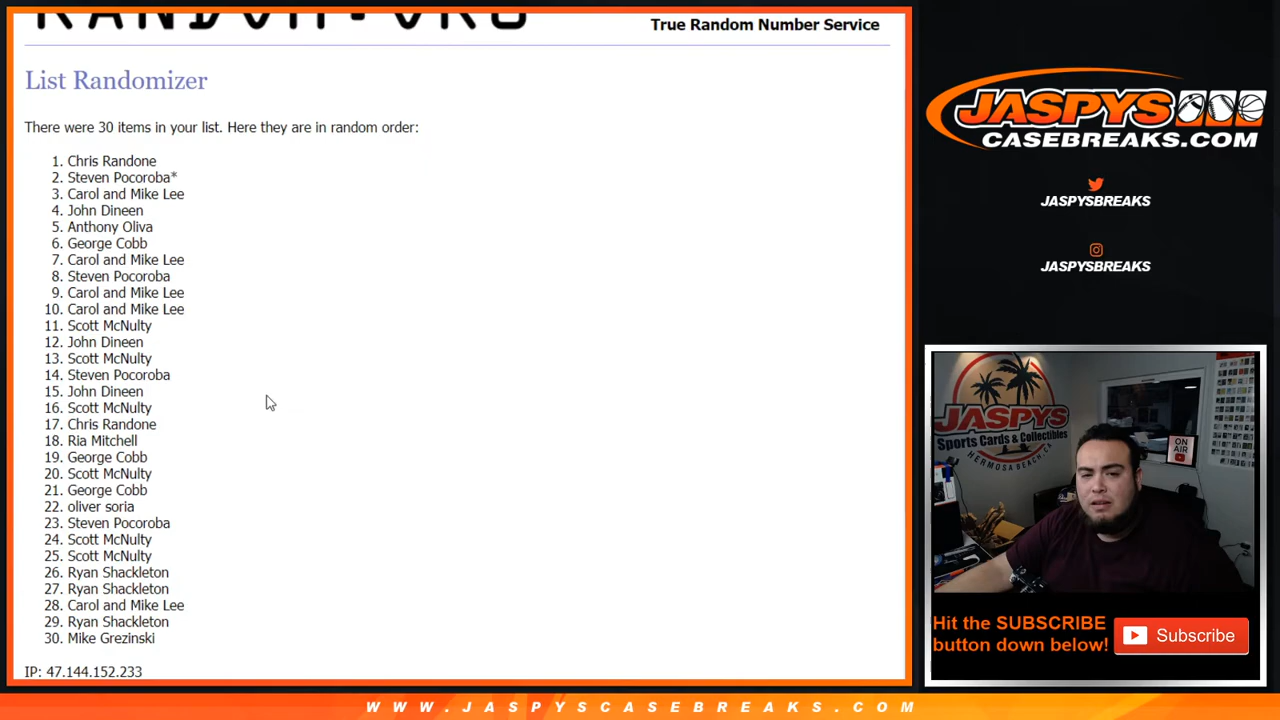 RANDOM.ORG
True Random Number Service
List Randomizer
There were 30 items in your list. Here they are in random order:
1. Chris Randone
2. Steven Pocoroba*
3. Carol and Mike Lee
4. John Dineen
5. Anthony Oliva
6. George Cobb
7. Carol and Mike Lee
8. Steven Pocoroba
9. Carol and Mike Lee
10. Carol and Mike Lee
11. Scott McNulty
12. John Dineen
13. Scott McNulty
14. Steven Pocoroba
15. John Dineen
16. Scott McNulty
17. Chris Randone
18. Ria Mitchell
19. George Cobb
20. Scott McNulty
21. George Cobb
22. oliver soria
23. Steven Pocoroba
24. Scott McNulty
25. Scott McNulty
26. Ryan Shackleton
27. Ryan Shackleton
28. Carol and Mike Lee
29. Ryan Shackleton
30. Mike Grezinski
IP: 47.144.152.233
JASPYS
CASEBREAKS.COM
JASPYSBREAKS
JASPYSBREAKS
JASPYS
Sports Cards & Collectibles
HERMOSA BEACH, CA
ON
AIR
Hit the SUBSCRIBE
button down below!
Subscribe
WWW.JASPYSCASEBREAKS.COM